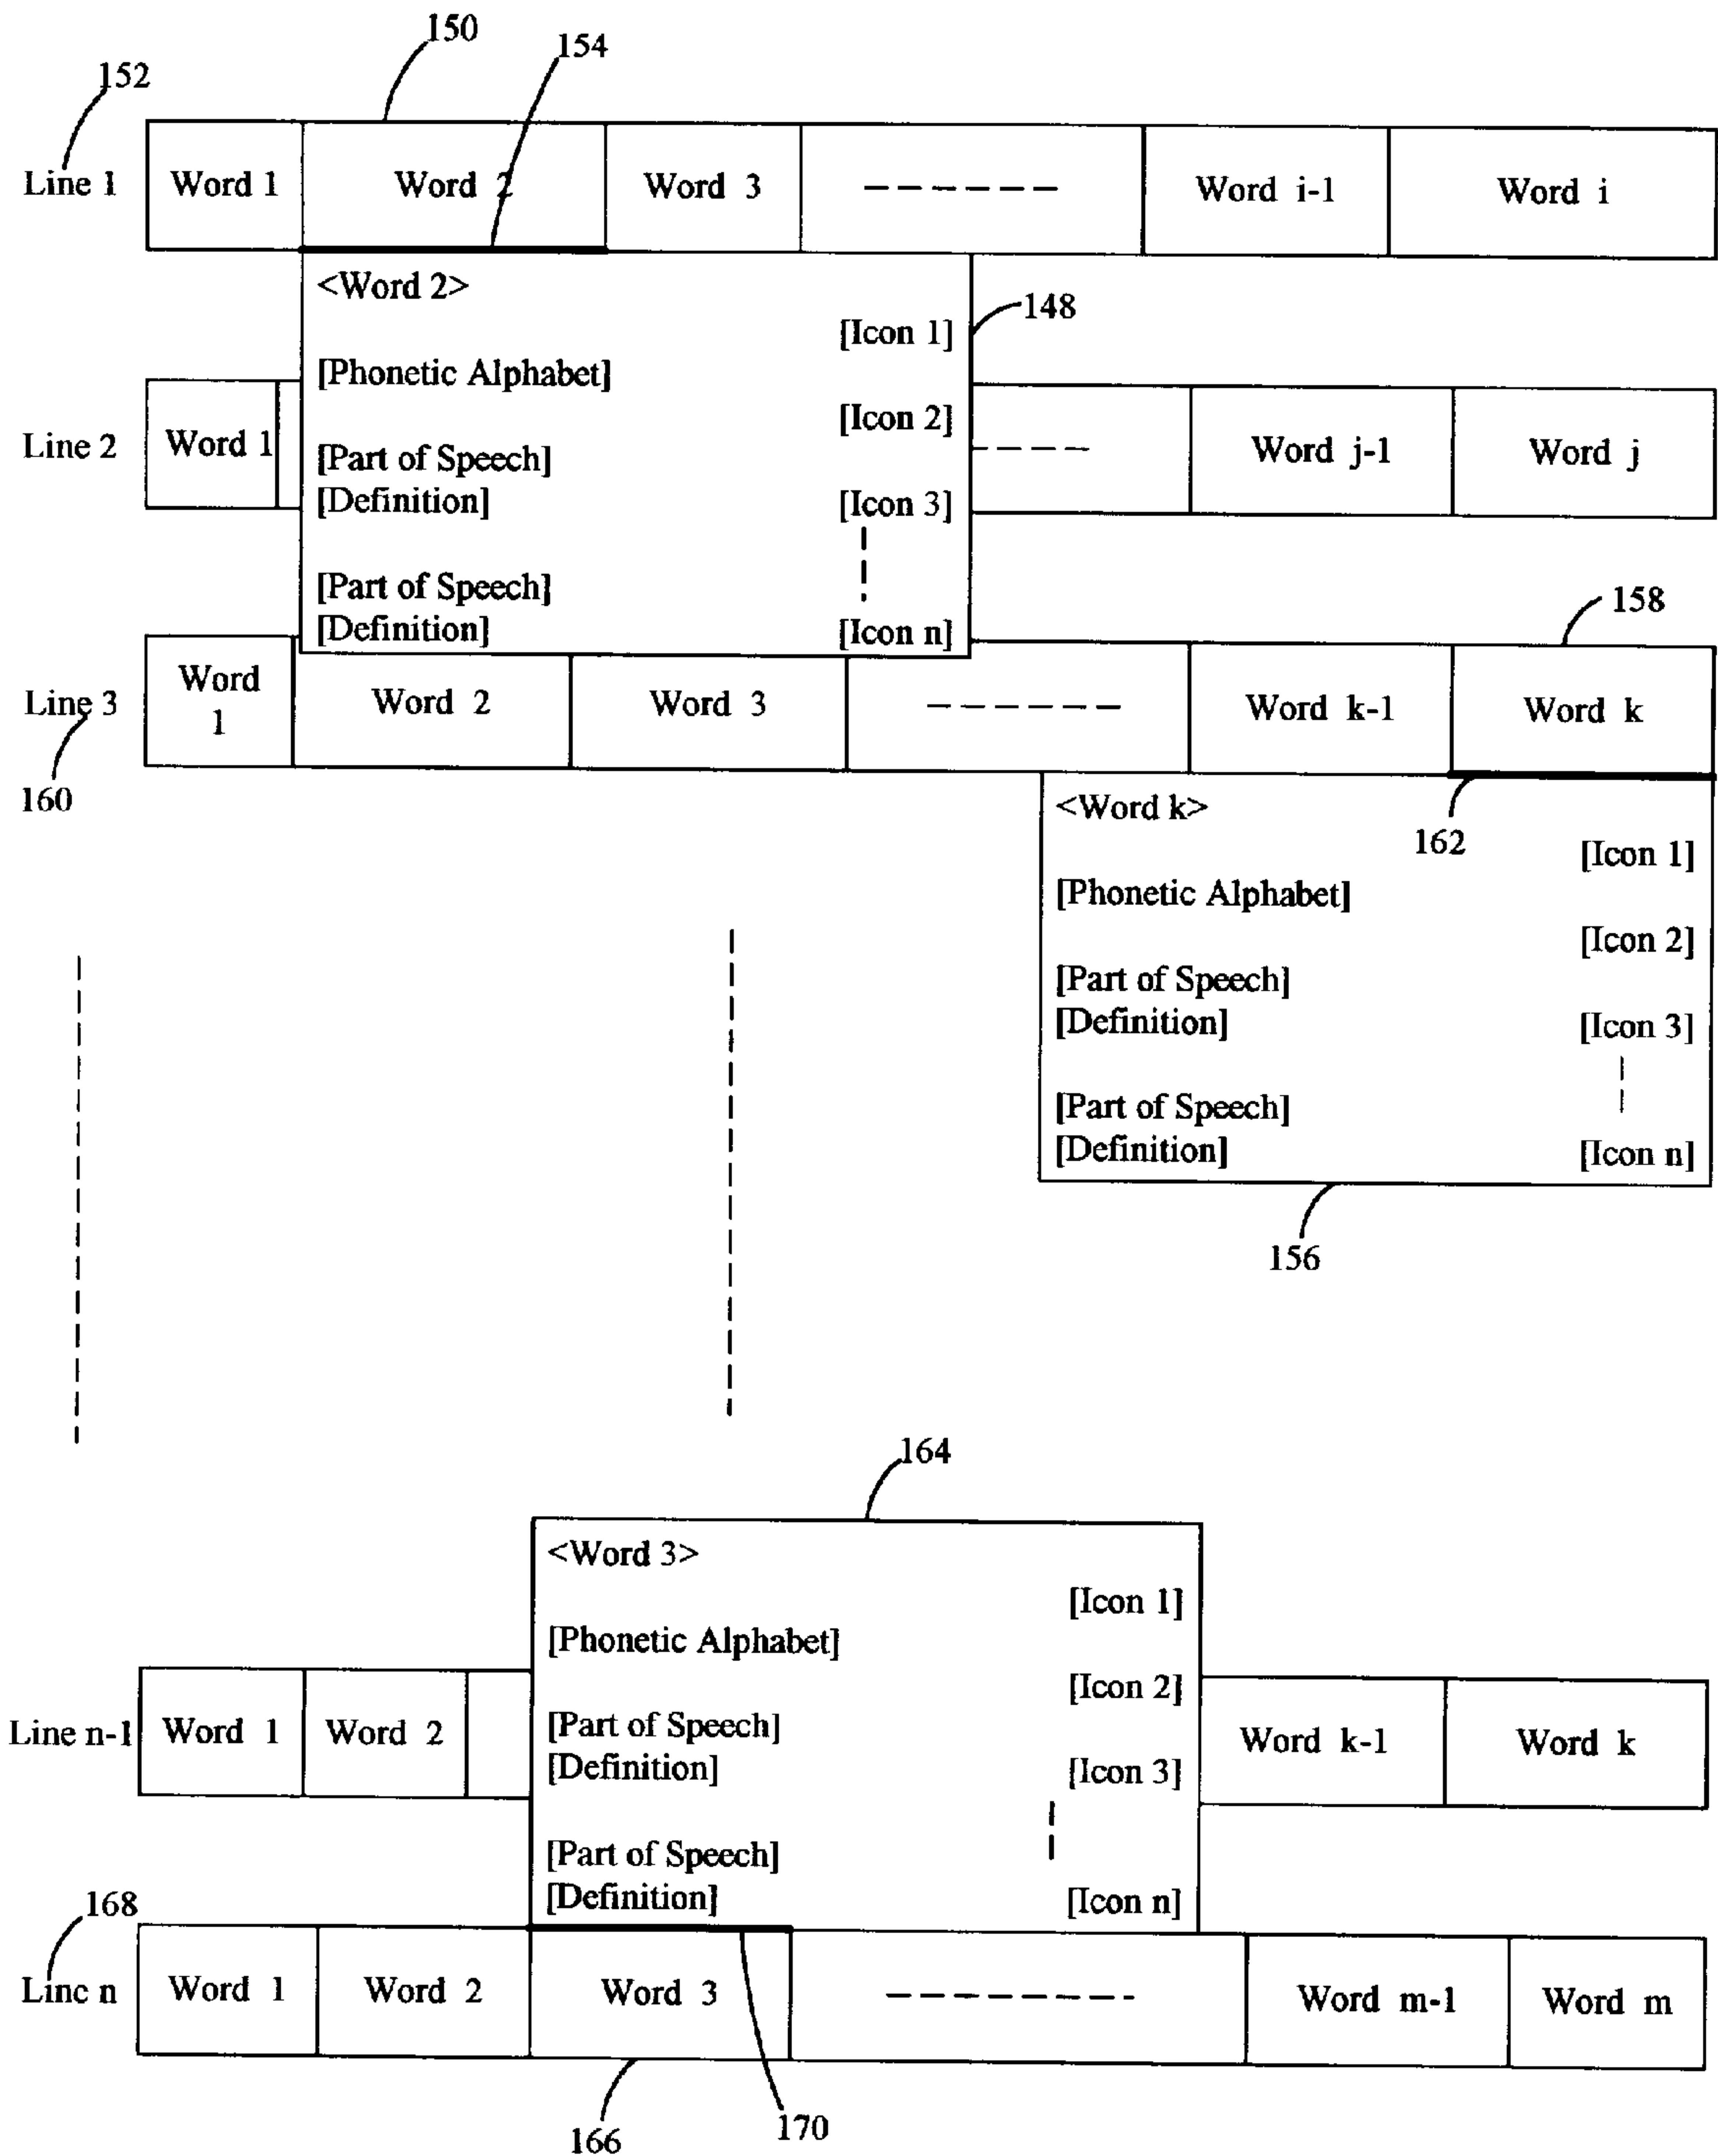 150
154
152
Line 1 Word 1 Word 2 Word 3 Word i-1 Word i
<Word 2>
148
[Icon 1]
[Phonetic Alphabet]
[Icon 2]
Line 2 Word 1 Word j-1 Word j
[Part of Speech]
[Definition] [Icon 3]
[Part of Speech]
158
[Definition] [Icon n]
Line 3 Word 1 Word 2 Word 3 Word k-1 Word k
160
<Word k>
162
[Icon 1]
[Phonetic Alphabet]
[Icon 2]
[Part of Speech]
[Definition] [Icon 3]
[Part of Speech]
[Definition] [Icon n]
156
164
<Word 3>
[Icon 1]
[Phonetic Alphabet]
[Icon 2]
Line n-1 Word 1 Word 2 Word k-1 Word k
[Part of Speech]
[Definition] [Icon 3]
[Part of Speech]
[Definition] [Icon n]
168
Line n Word 1 Word 2 Word 3 Word m-1 Word m
170
166